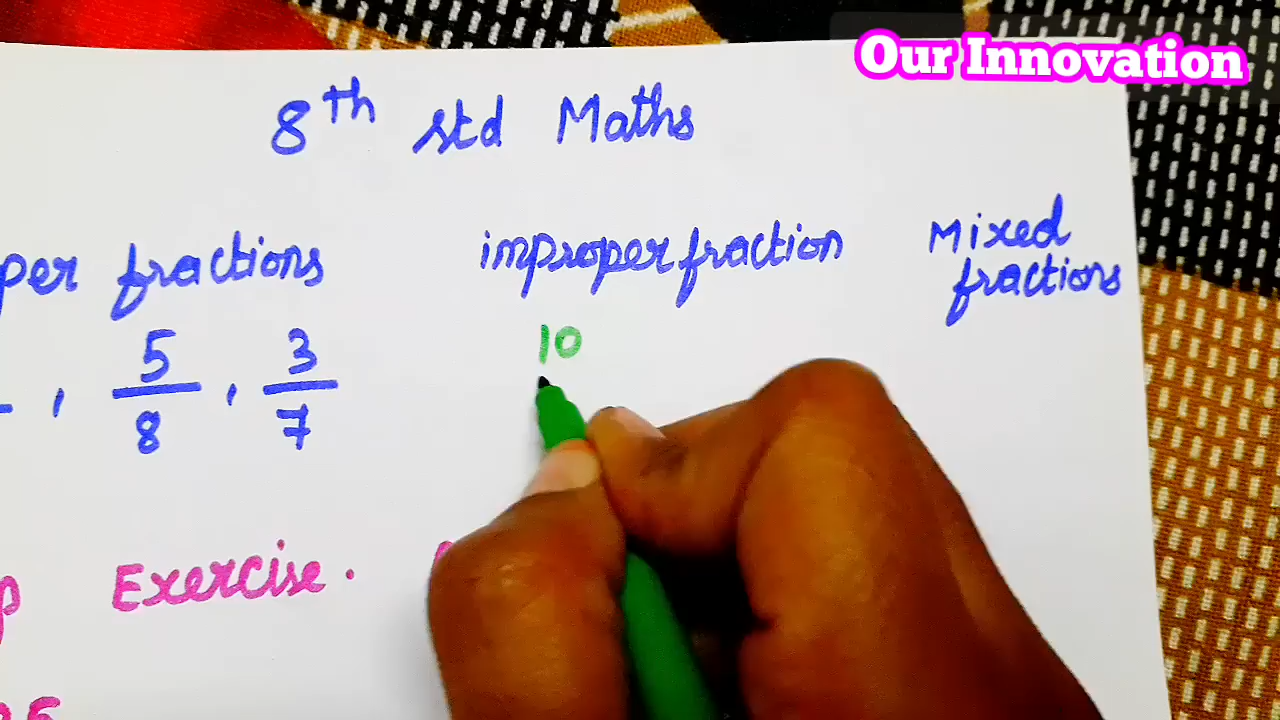 Our Innovation
8th std Maths
per fractions improper fraction Mixed fractions
5/8 , 3/7
10
Exercise.